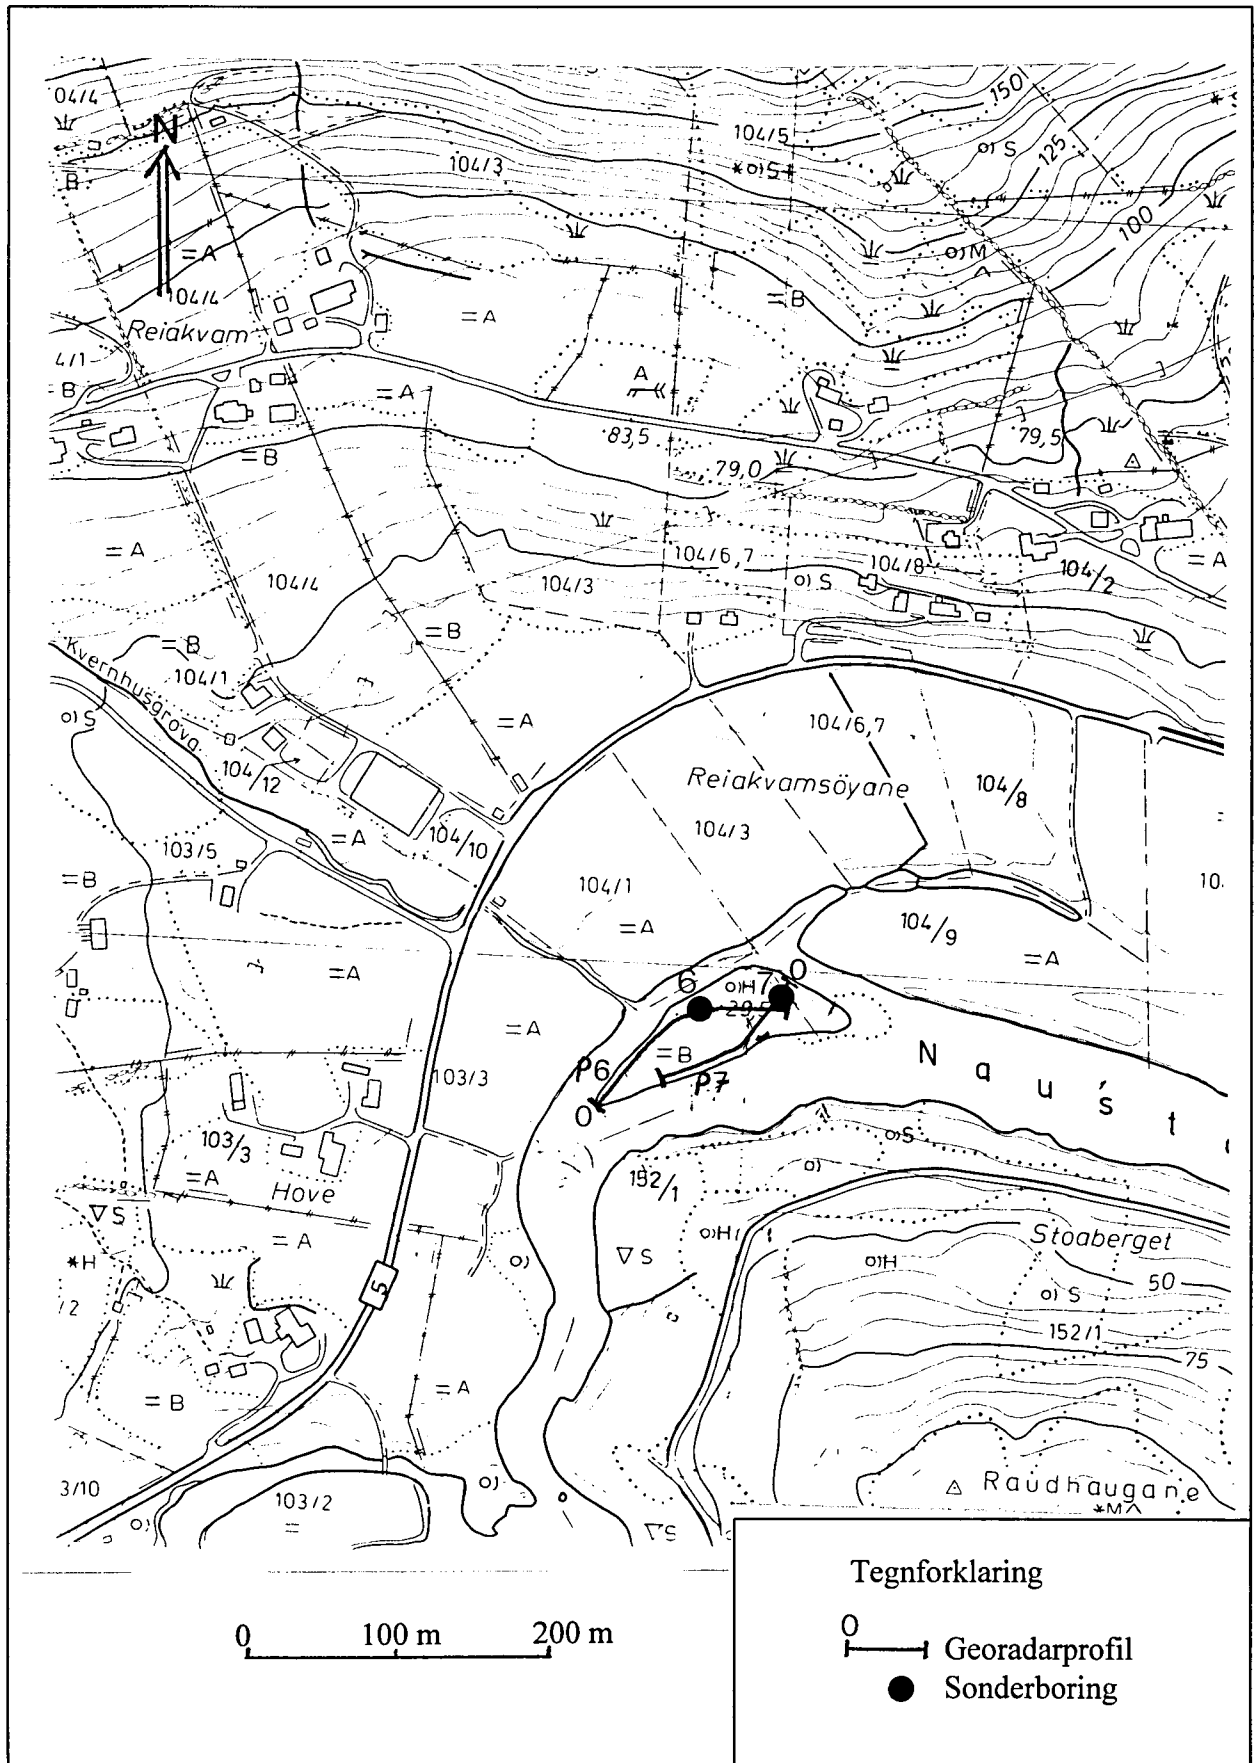 04/4
N
B
=A
104/4
104/3
104/5
*o)S
150
o)S
125
100
o)M
=B
Reiakvam
4/1
B
=A
=A
A
=B
83,5
79,0
79,5
=A
104/4
104/3
104/6,7
o)S
104/8
104/2
=A
=B
=B
104/1
Kvernhusgrova
o)S
104/12
=A
104/6,7
Reiakvamsöyane
104/8
104/3
104/10
=A
103/5
=B
104/1
=A
104/9
=A
10.
=A
=A
6
o)H
7
0
=B
P6
P7
0
N a u s t
103/3
103/3
=A
Hove
o)S
o)
152/1
▽S
=A
*H
/2
o)
▽S
o)H
Stoaberget
o)H
50
o)S
5
152/1
75
=B
=A
3/10
103/2
=
o)
o)
▽S
Raudhaugane
*M
Tegnforklaring
0
Georadarprofil
Sonderboring
0 100 m 200 m